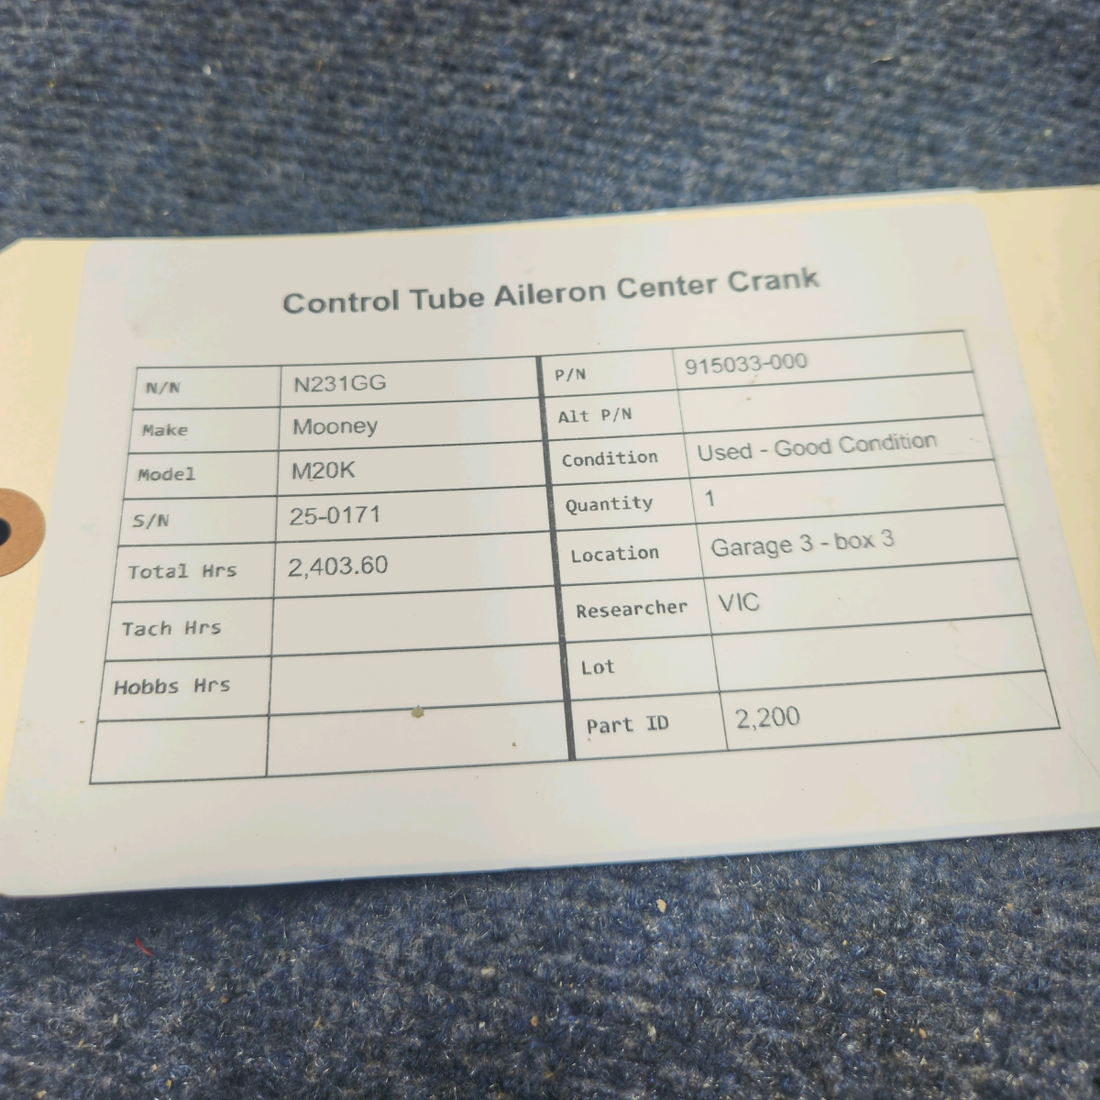 Control Tube Aileron Center Crank
N/N N231GG P/N 915033-000
Make Mooney Alt P/N
Model M20K Condition Used - Good Condition
S/N 25-0171 Quantity 1
Total Hrs 2,403.60 Location Garage 3 - box 3
Tach Hrs Researcher VIC
Hobbs Hrs Lot
Part ID 2,200